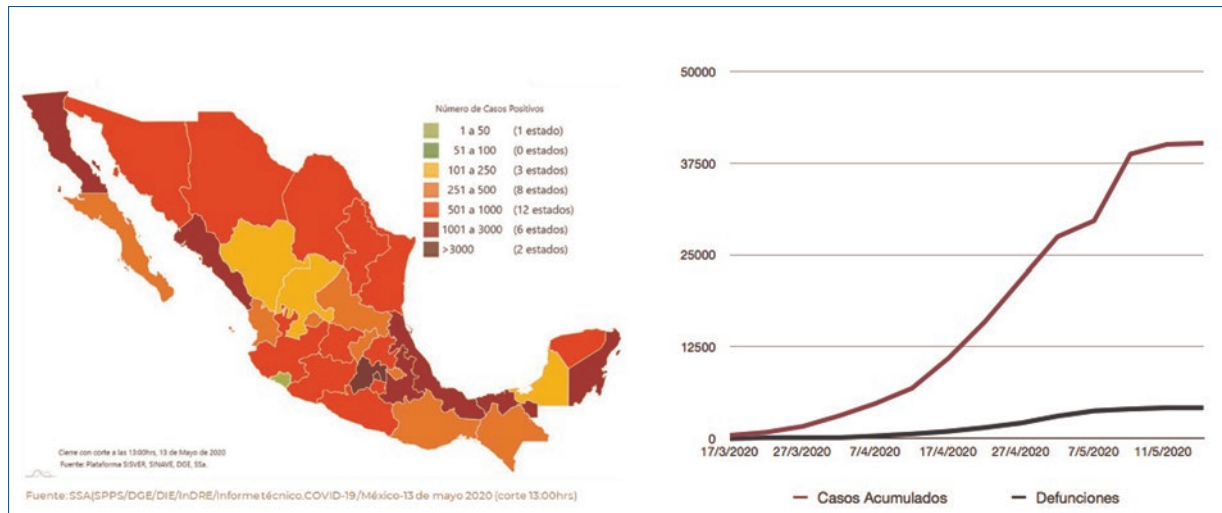 Número de Casos Positivos
1 a 50 (1 estado)
51 a 100 (0 estados)
101 a 250 (3 estados)
251 a 500 (8 estados)
501 a 1000 (12 estados)
1001 a 3000 (6 estados)
>3000 (2 estados)
Cierre con corte a las 13:00hrs, 13 de Mayo de 2020
Fuente: Plataforma SISVER, SINAVE, DGE, SSa.
Fuente: SSA(SPPS/DGE/DIE/InDRE/Informe técnico.COVID-19/México-13 de mayo 2020 (corte 13:00hrs)
50000
37500
25000
12500
0
17/3/2020 27/3/2020 7/4/2020 17/4/2020 27/4/2020 7/5/2020 11/5/2020
Casos Acumulados Defunciones